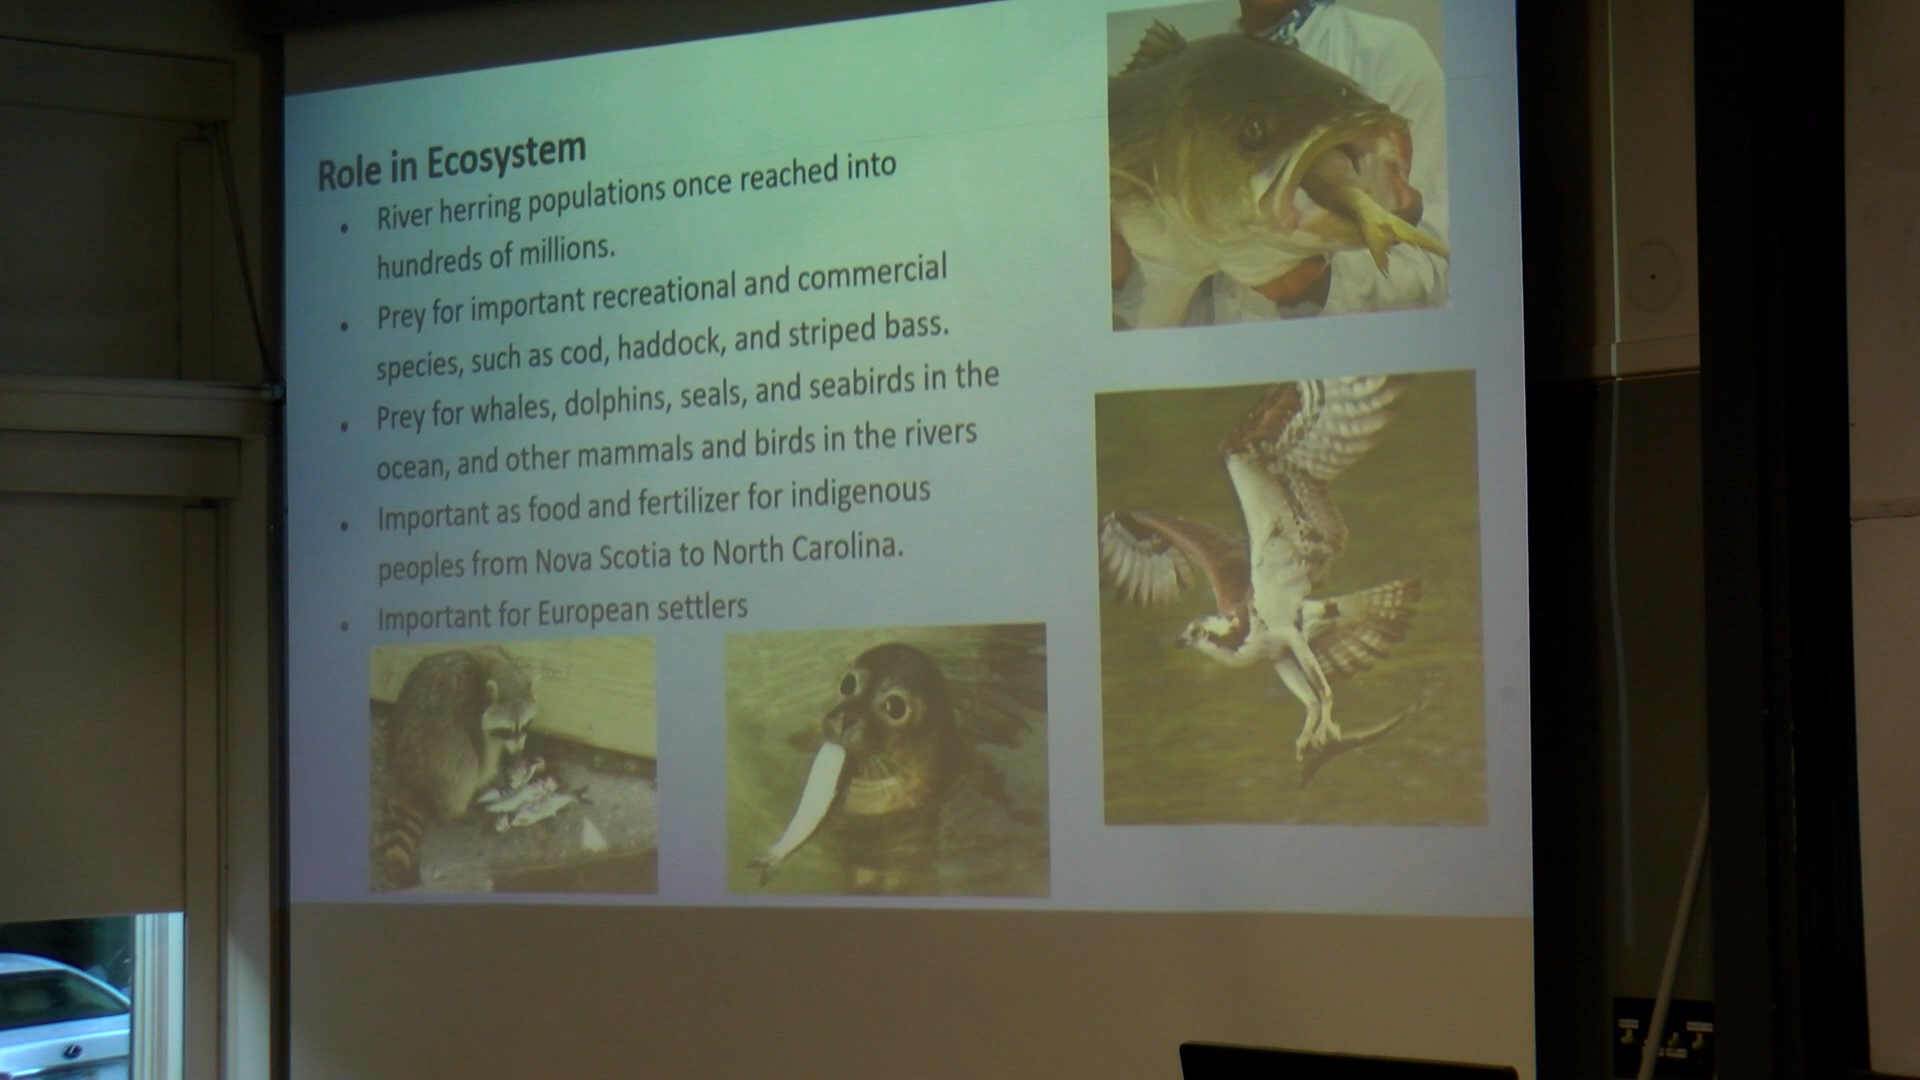 Role in Ecosystem
• River herring populations once reached into
hundreds of millions.
• Prey for important recreational and commercial
species, such as cod, haddock, and striped bass.
• Prey for whales, dolphins, seals, and seabirds in the
ocean, and other mammals and birds in the rivers
• Important as food and fertilizer for indigenous
peoples from Nova Scotia to North Carolina.
• Important for European settlers